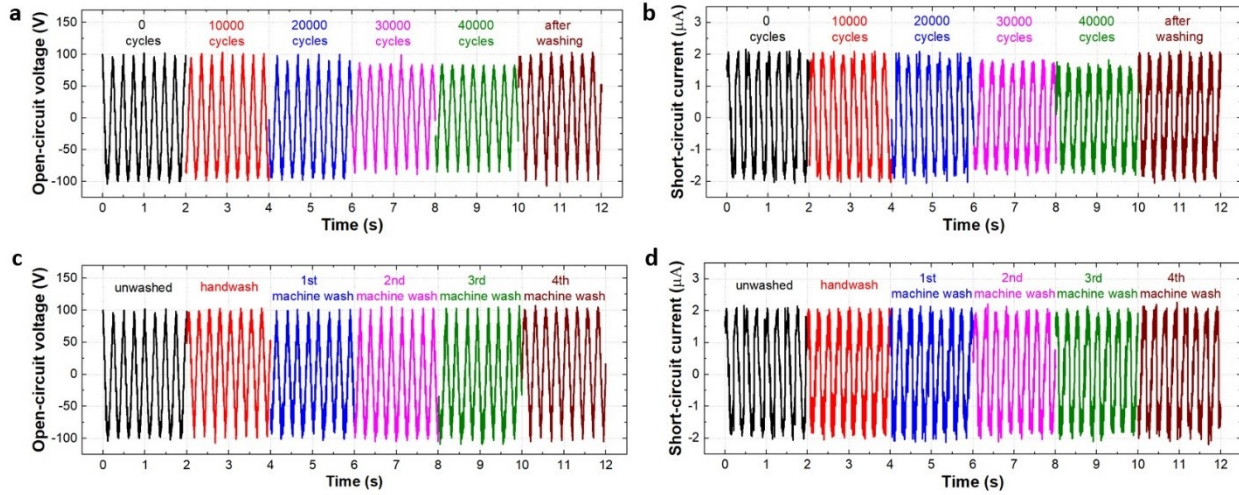 a
0 10000 20000 30000 40000 after
cycles cycles cycles cycles cycles washing
150
100
50
0
-50
-100
Open-circuit voltage (V)
0 1 2 3 4 5 6 7 8 9 10 11 12
Time (s)
b
0 10000 20000 30000 40000 after
cycles cycles cycles cycles cycles washing
3
2
1
0
-1
-2
Short-circuit current (μA)
0 1 2 3 4 5 6 7 8 9 10 11 12
Time (s)
c
1st 2nd 3rd 4th
unwashed handwash machine wash machine wash machine wash machine wash
150
100
50
0
-50
-100
Open-circuit voltage (V)
0 1 2 3 4 5 6 7 8 9 10 11 12
Time (s)
d
1st 2nd 3rd 4th
unwashed handwash machine wash machine wash machine wash machine wash
3
2
1
0
-1
-2
Short-circuit current (μA)
0 1 2 3 4 5 6 7 8 9 10 11 12
Time (s)